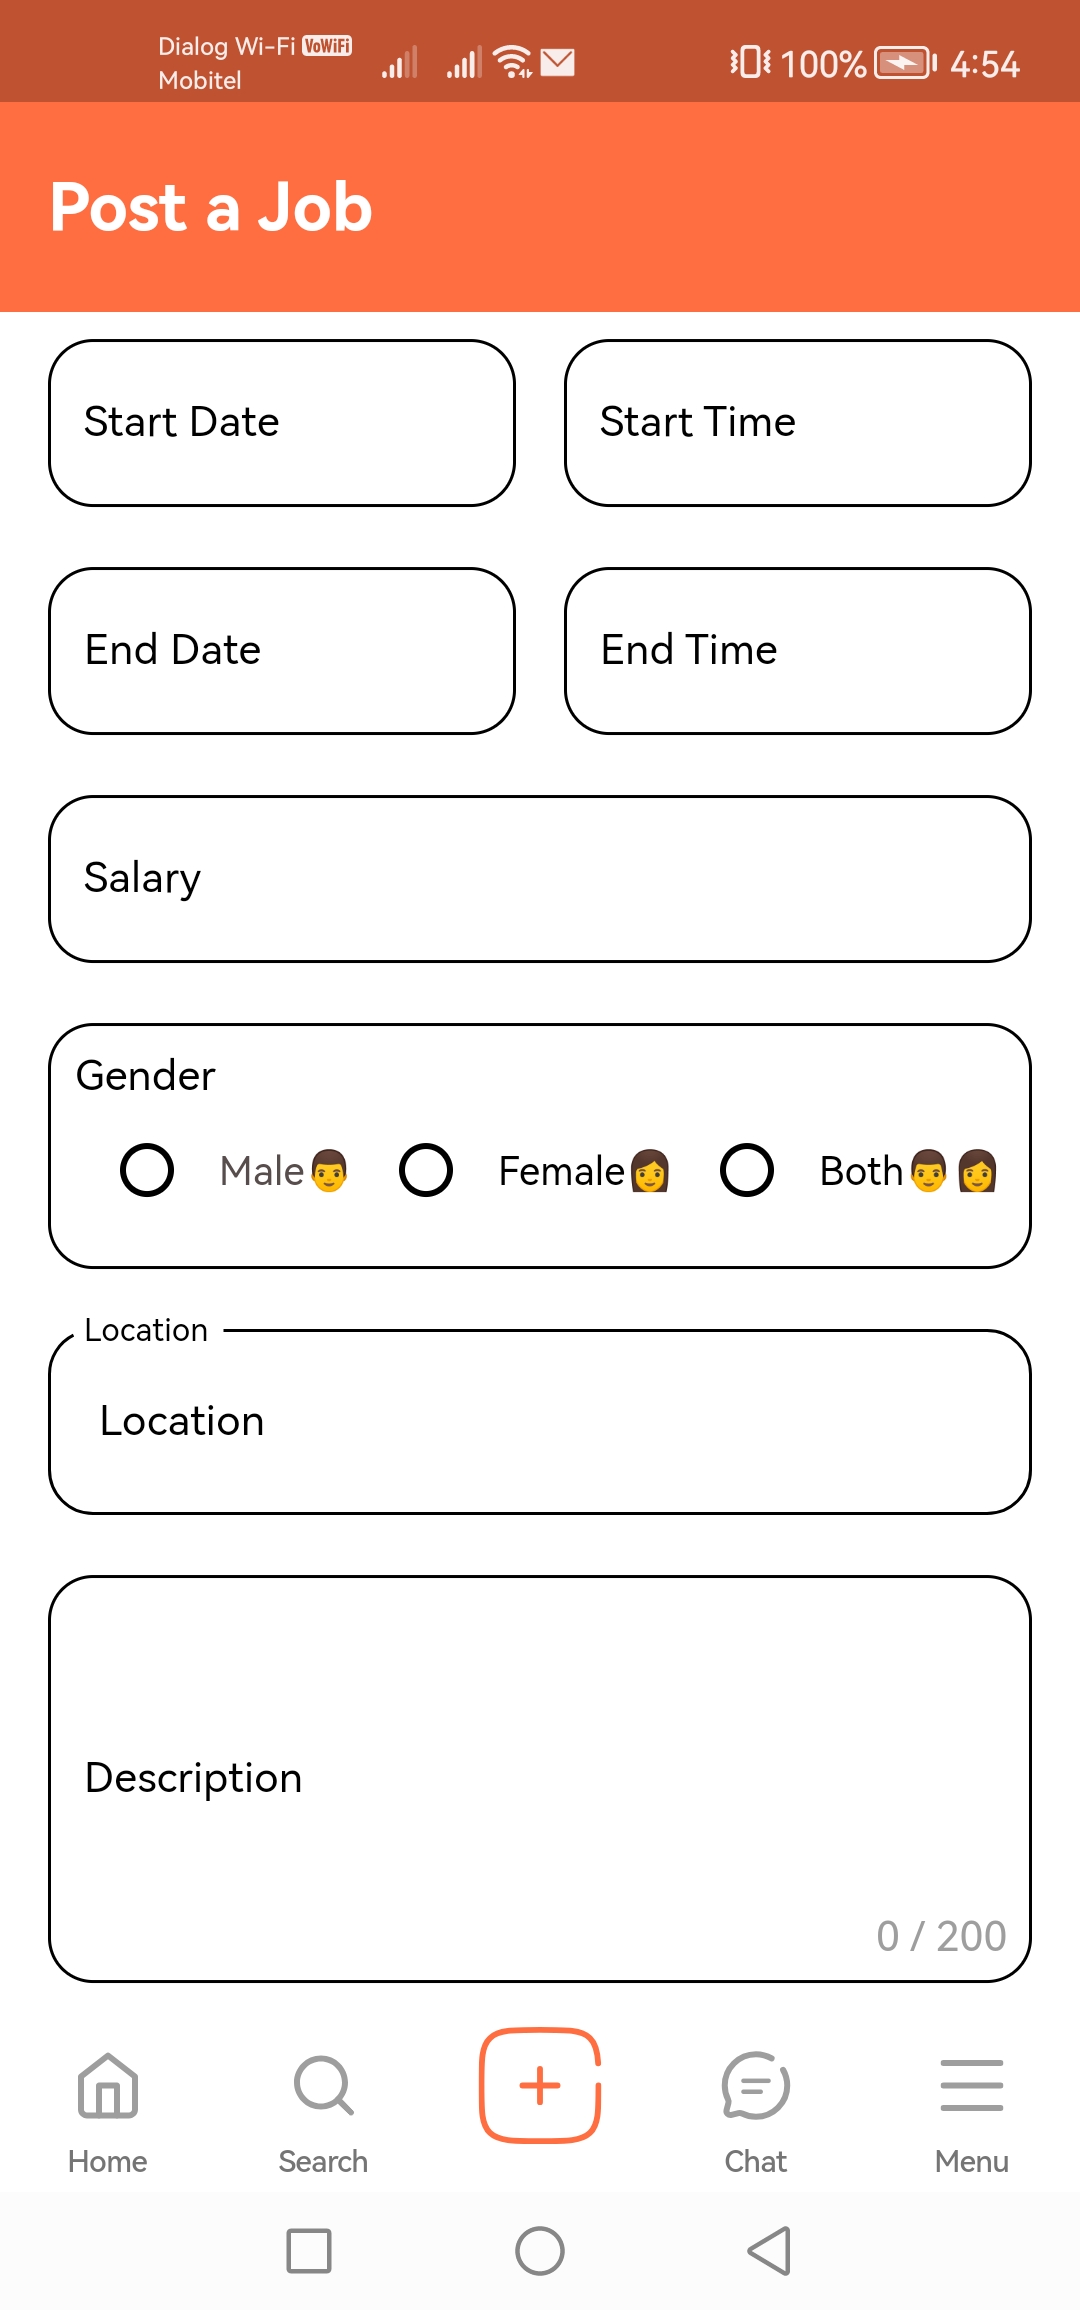 Dialog Wi-Fi VoWiFi
Mobitel
100% 4:54
Post a Job
Start Date Start Time
End Date End Time
Salary
Gender
Male👨 Female👩 Both👨👩
Location
Location
Description
0 / 200
Home Search Chat Menu